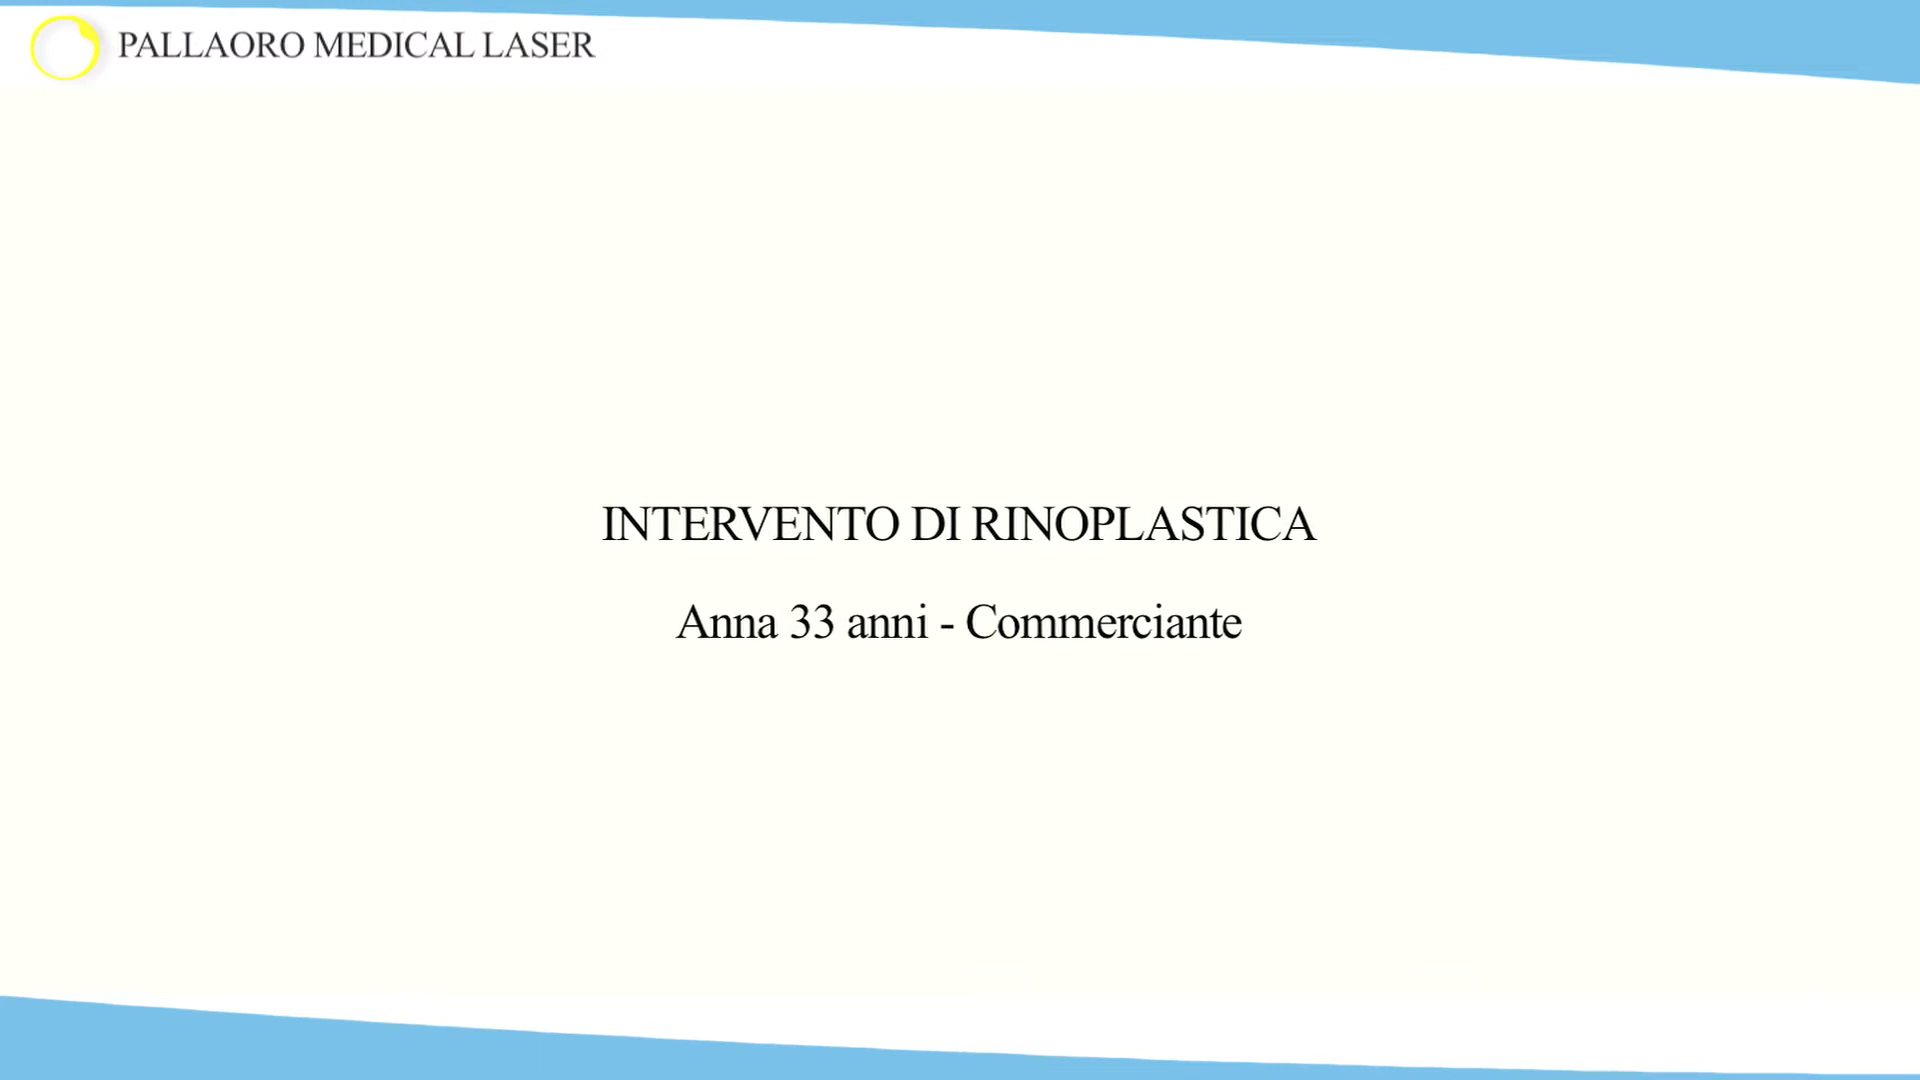 PALLAORO MEDICAL LASER
INTERVENTO DI RINOPLASTICA
Anna 33 anni - Commerciante